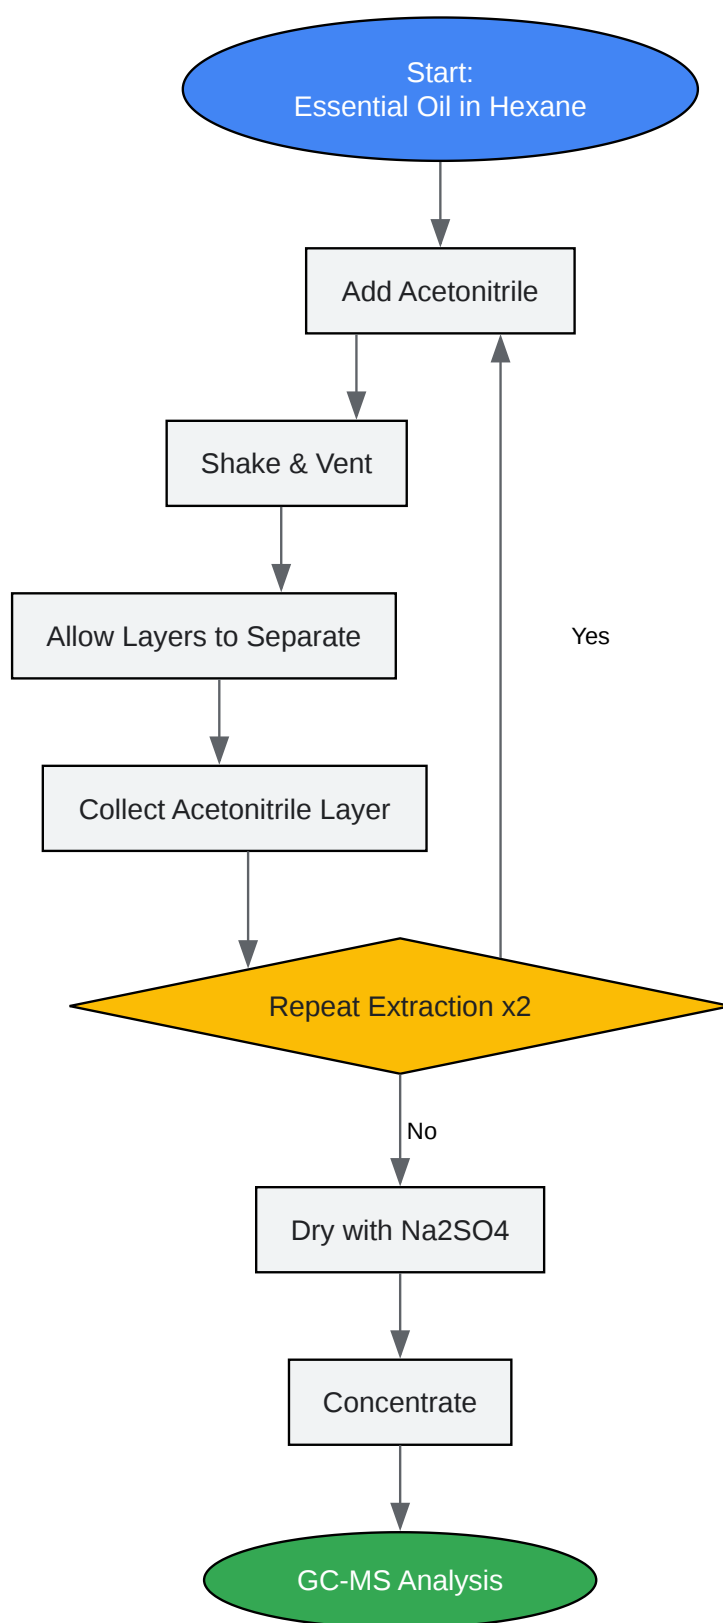 Start:
Essential Oil in Hexane
Add Acetonitrile
Shake & Vent
Allow Layers to Separate
Yes
Collect Acetonitrile Layer
Repeat Extraction x2
No
Dry with Na2SO4
Concentrate
GC-MS Analysis